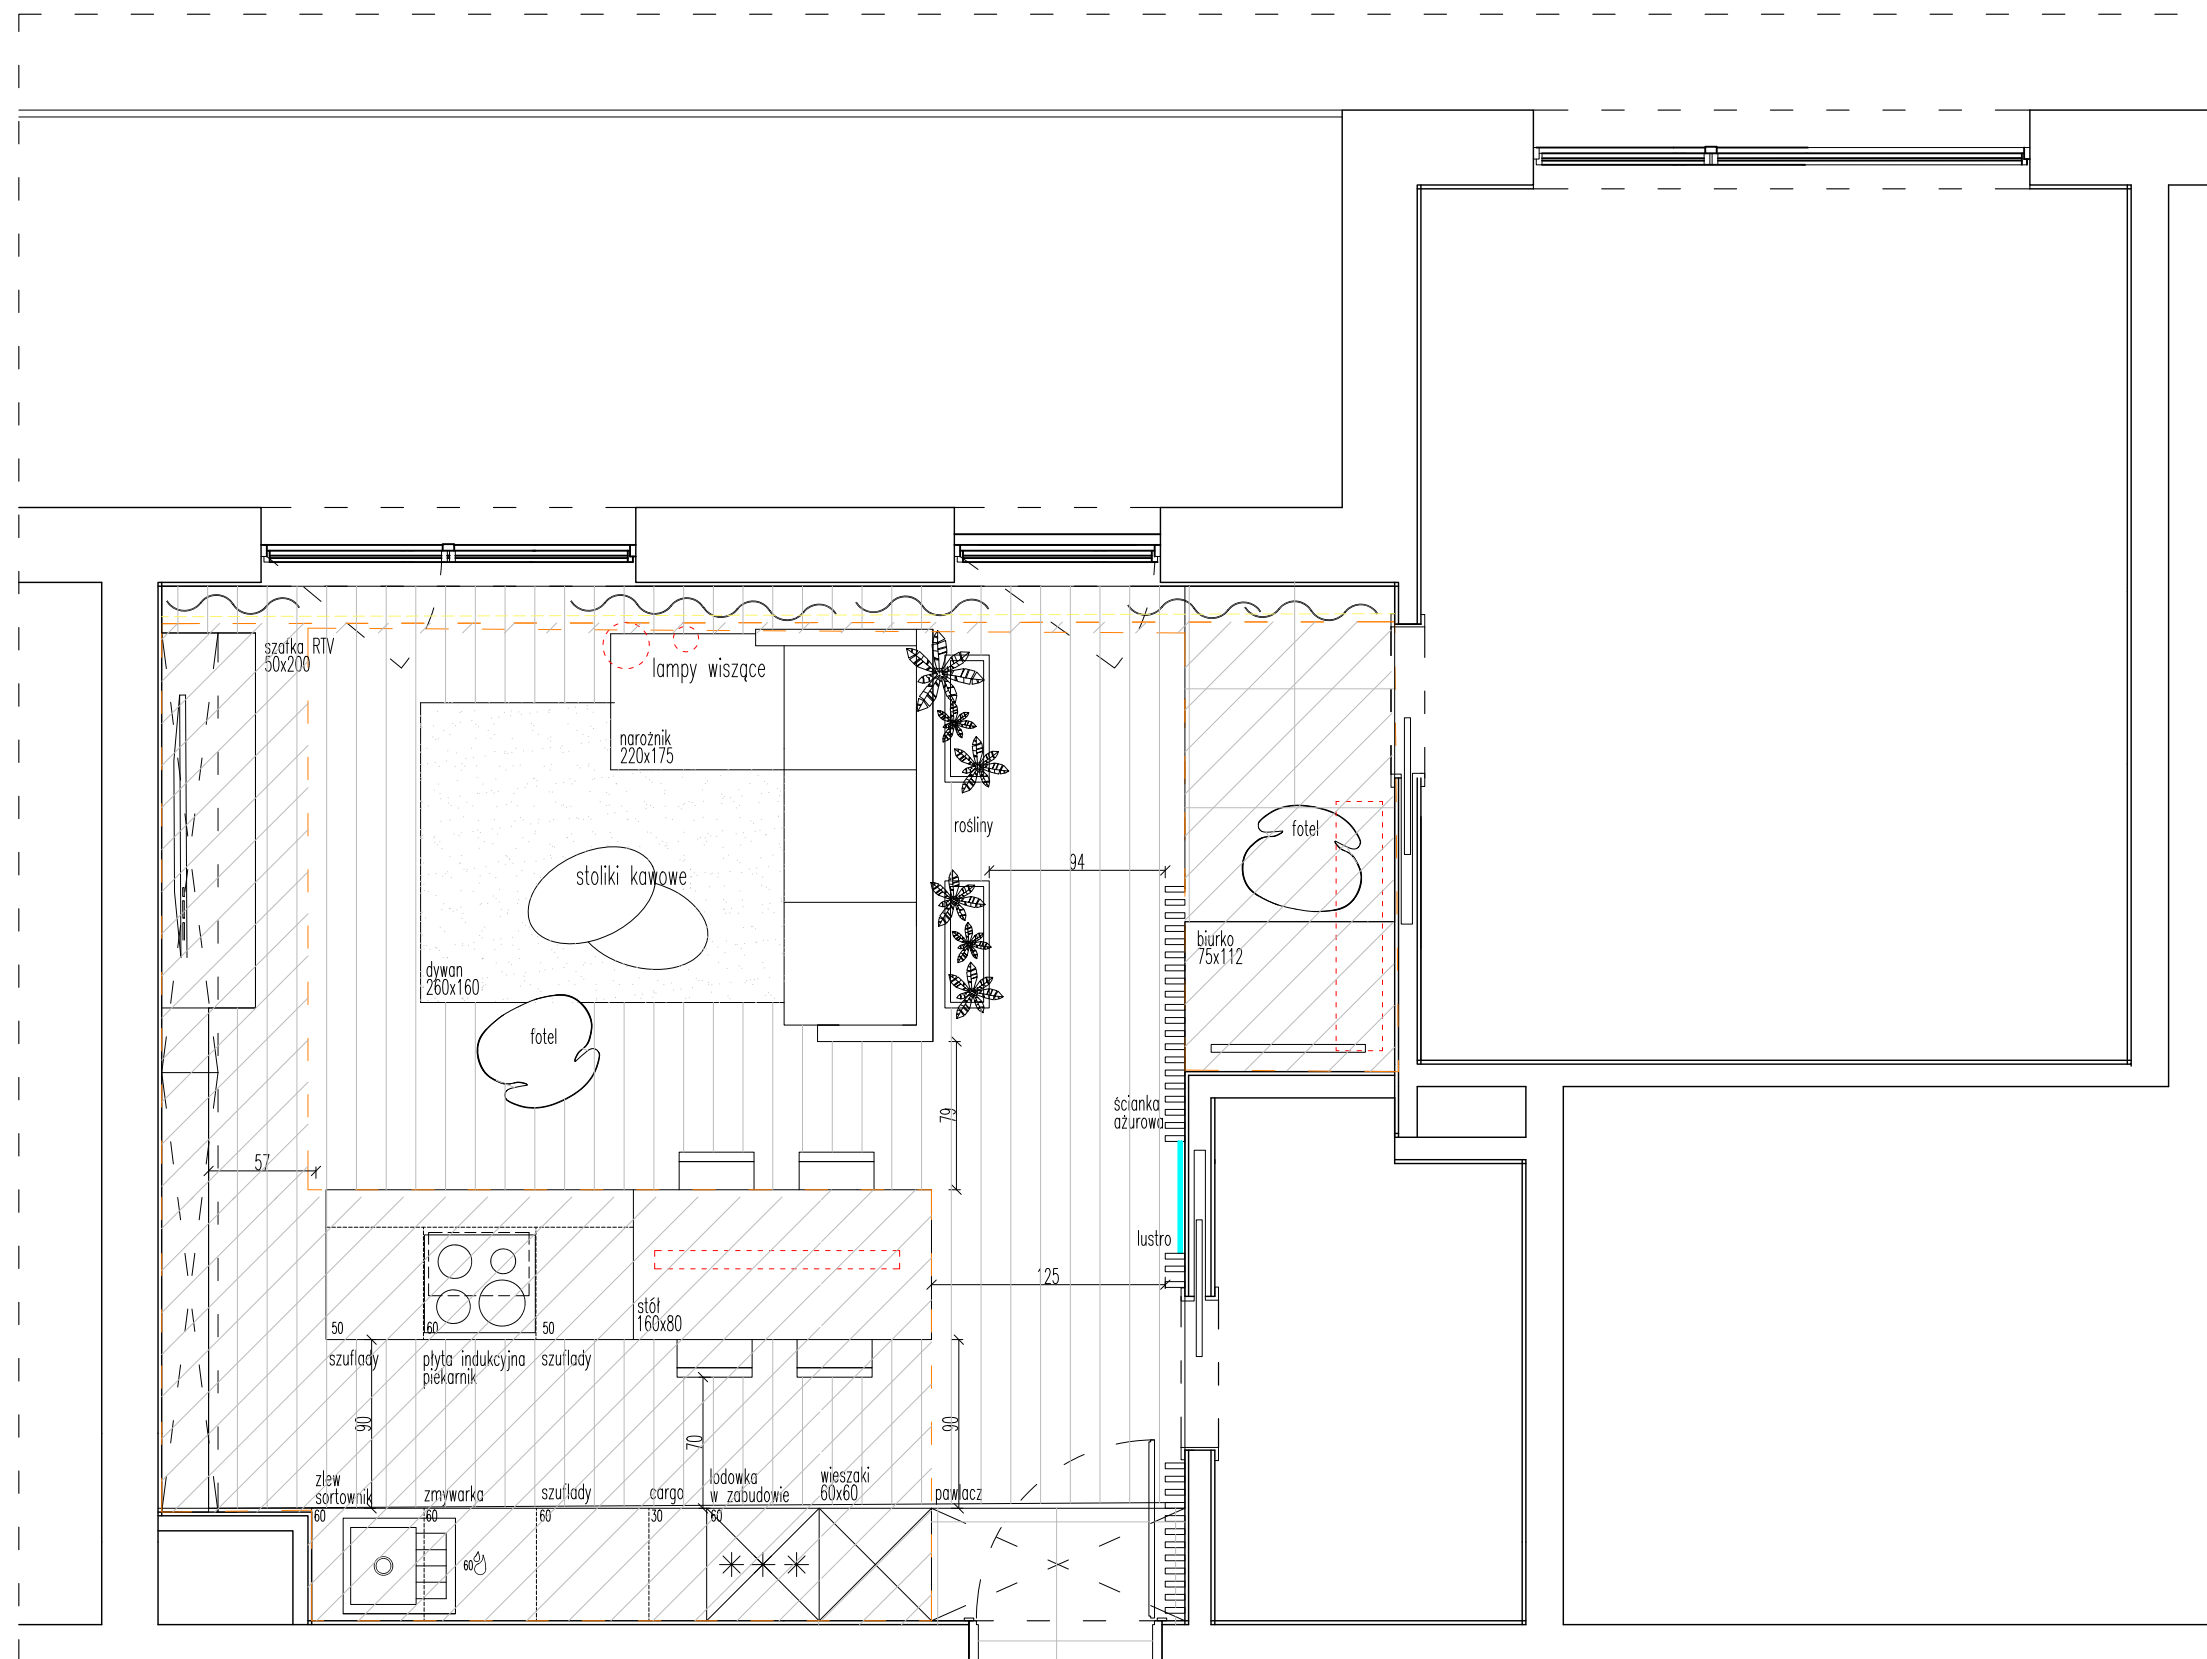 szafka RTV
50x200
lampy wiszące
narożnik
220x175
rośliny
fotel
94
stoliki kawowe
biurko
75x112
dywan
260x160
fotel
79
ścianka
ażurowa
57
lustro
125
stół
160x80
50
60
50
szuflady
płyta indukcyjna
piekarnik
szuflady
90
70
90
zlew
sortownik
zmywarka
szuflady
cargo
lodowka
w zabudowie
wieszaki
60x60
pawlacz
60
60
60
30
60
60